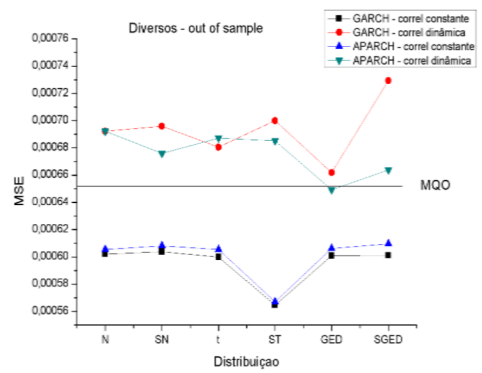 Diversos - out of sample
GARCH - correl constante
GARCH - correl dinâmica
APARCH - correl constante
APARCH - correl dinâmica
0,00076
0,00074
0,00072
0,00070
0,00068
0,00066
0,00064
0,00062
0,00060
0,00058
0,00056
MSE
MQO
N
SN
t
ST
GED
SGED
Distribuiçao